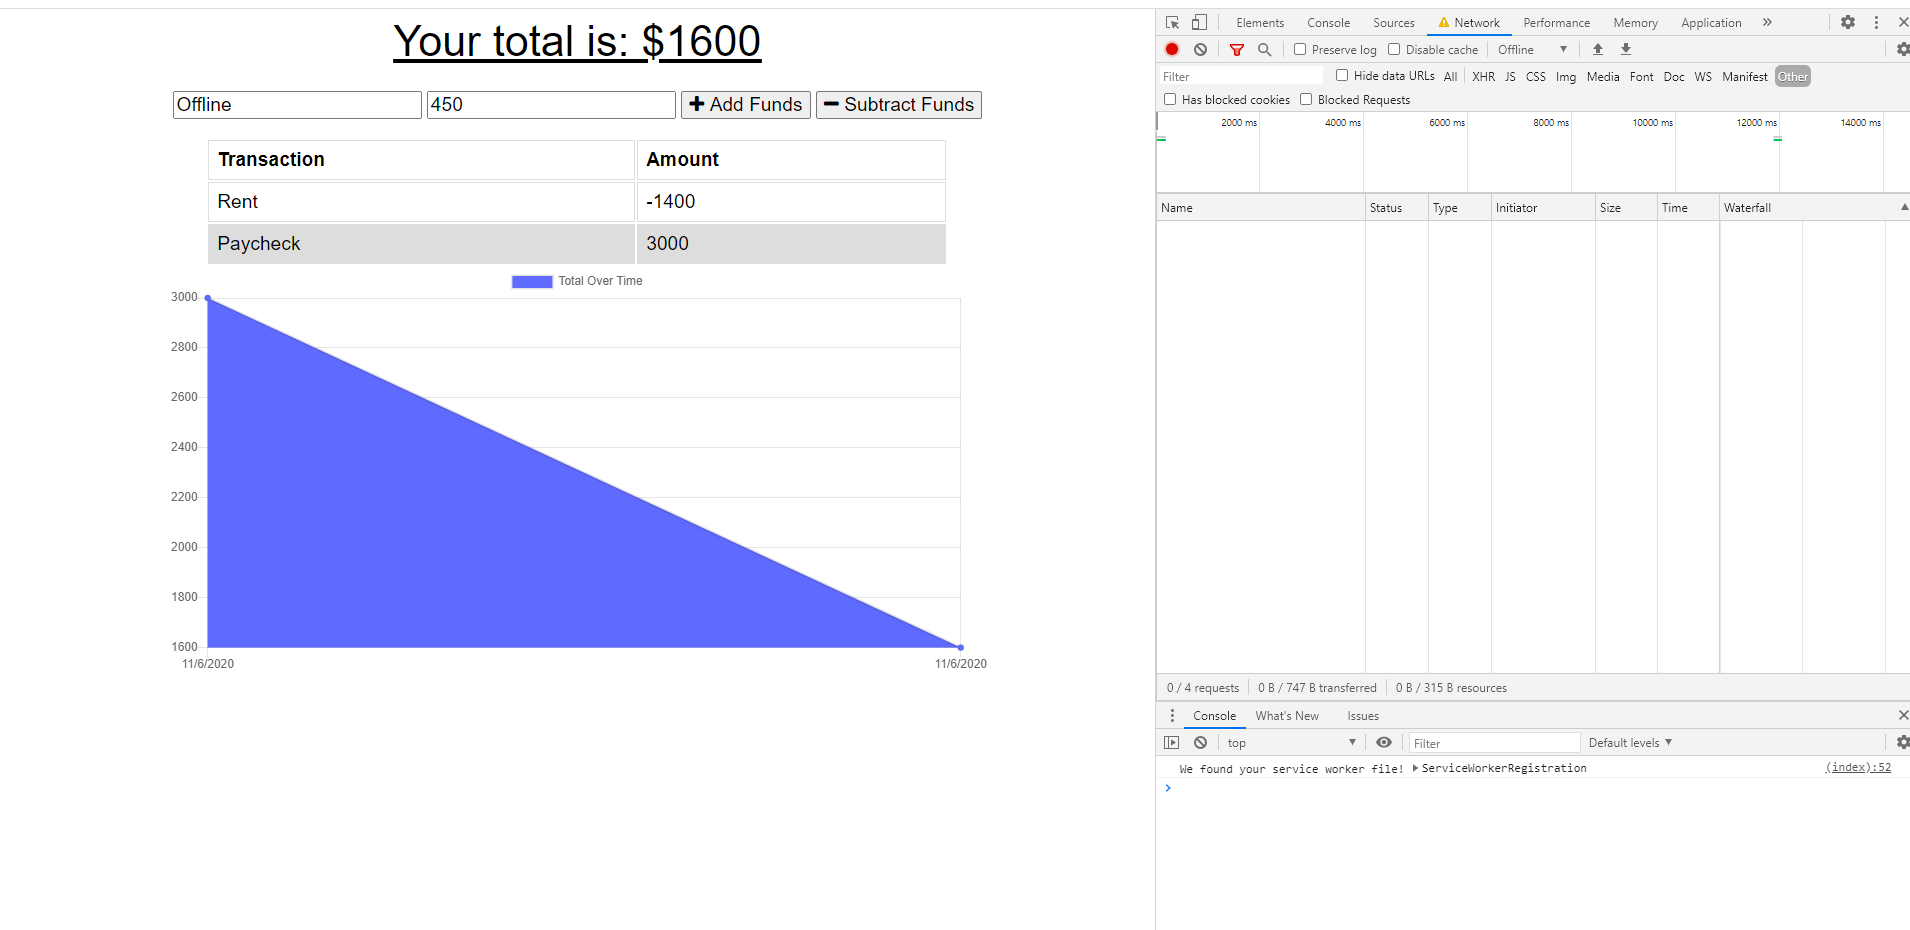 Your total is: $1600
Offline 450 Add Funds Subtract Funds
Transaction Amount
Rent -1400
Paycheck 3000
Total Over Time
3000
2800
2600
2400
2200
2000
1800
1600
11/6/2020 11/6/2020
Elements Console Sources Network Performance Memory Application »
Preserve log Disable cache Offline
Filter Hide data URLs All XHR JS CSS Img Media Font Doc WS Manifest Other
Has blocked cookies Blocked Requests
2000 ms 4000 ms 6000 ms 8000 ms 10000 ms 12000 ms 14000 ms
Name Status Type Initiator Size Time Waterfall
0 / 4 requests 0 B / 747 B transferred 0 B / 315 B resources
Console What's New Issues
top Filter Default levels
We found your service worker file! ServiceWorkerRegistration (index):52